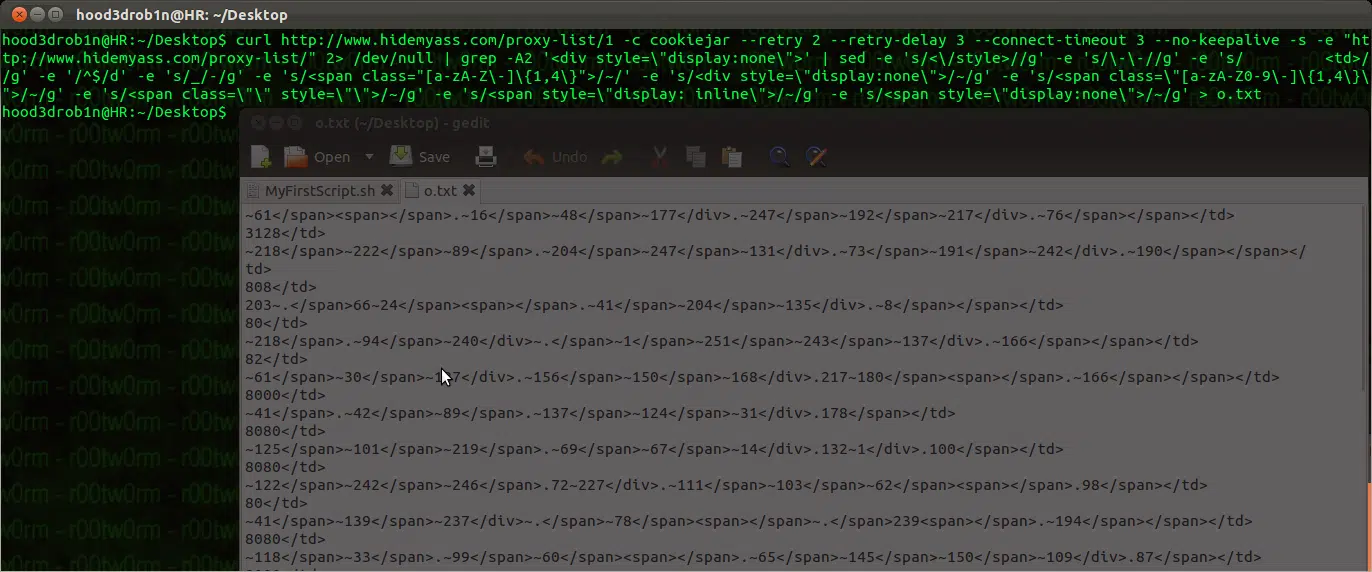 hood3drob1n@HR: ~/Desktop
hood3drob1n@HR:~/Desktop$ curl http://www.hidemyass.com/proxy-list/1 -c cookiejar --retry 2 --retry-delay 3 --connect-timeout 3 --no-keepalive -s -e "ht
tp://www.hidemyass.com/proxy-list/" 2> /dev/null | grep -A2 '<div style=\"display:none\">' | sed -e 's/<\/style>//g' -e 's/\-\-//g' -e 's/         <td>/
/g' -e '/^$/d' -e 's/_/-/g' -e 's/<span class="[a-zA-Z\-]\{1,4\}">/~/' -e 's/<div style=\"display:none\">/~/g' -e 's/<span class=\"[a-zA-Z0-9\-]\{1,4\}\
">/~/g' -e 's/<span class=\"\" style=\"\">/~/g' -e 's/<span style=\"display: inline\">/~/g' -e 's/<span style=\"display:none\">/~/g' > o.txt
hood3drob1n@HR:~/Desktop$
o.txt (~/Desktop) - gedit
Open Save Undo
MyFirstScript.sh o.txt
~61</span><span></span>.~16</span>~48</span>~177</div>.~247</span>~192</span>~217</div>.~76</span></span></td>
3128</td>
~218</span>~222</span>~89</span>.~204</span>~247</span>~131</div>.~73</span>~191</span>~242</div>.~190</span></span></
td>
808</td>
203~.</span>66~24</span><span></span>.~41</span>~204</span>~135</div>.~8</span></span></td>
80</td>
~218</span>.~94</span>~240</div>~.</span>~1</span>~251</span>~243</span>~137</div>.~166</span></span></td>
82</td>
~61</span>~30</span> </div>.~156</span>~150</span>~168</div>.217~180</span><span></span>.~166</span></span></td>
8000</td>
~41</span>.~42</span>~89</span>.~137</span>~124</span>~31</div>.178</span></td>
8080</td>
~125</span>~101</span>~219</span>.~69</span>~67</span>~14</div>.132~1</div>.100</span></td>
8080</td>
~122</span>~242</span>~246</span>.72~227</div>.~111</span>~103</span>~62</span><span></span>.98</span></td>
80</td>
~41</span>~139</span>~237</div>~.</span>~78</span><span></span>~.</span>239<span></span>.~194</span></span></td>
8080</td>
~118</span>~33</span>.~99</span>~60</span><span></span>.~65</span>~145</span>~150</span>~109</div>.87</span></td>